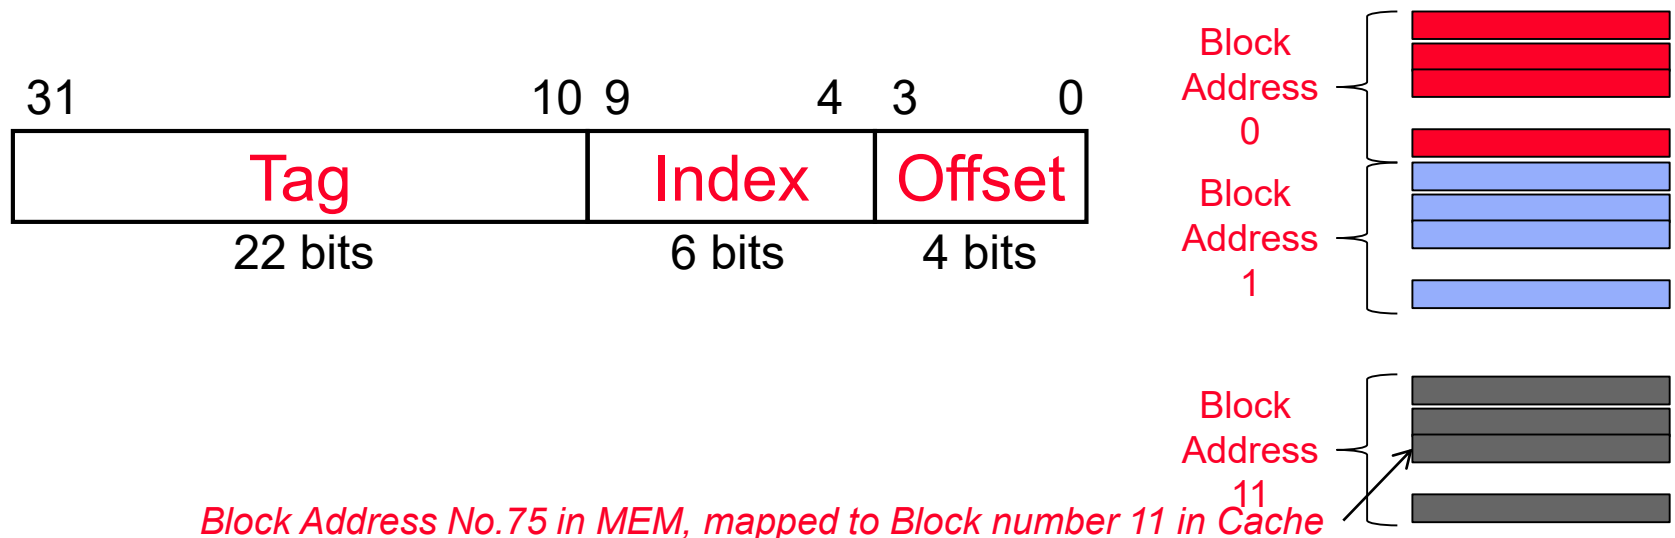 31 10 9 4 3 0
Tag Index Offset
22 bits 6 bits 4 bits
Block
Address
0
Block
Address
1
Block
Address
11
Block Address No.75 in MEM, mapped to Block number 11 in Cache